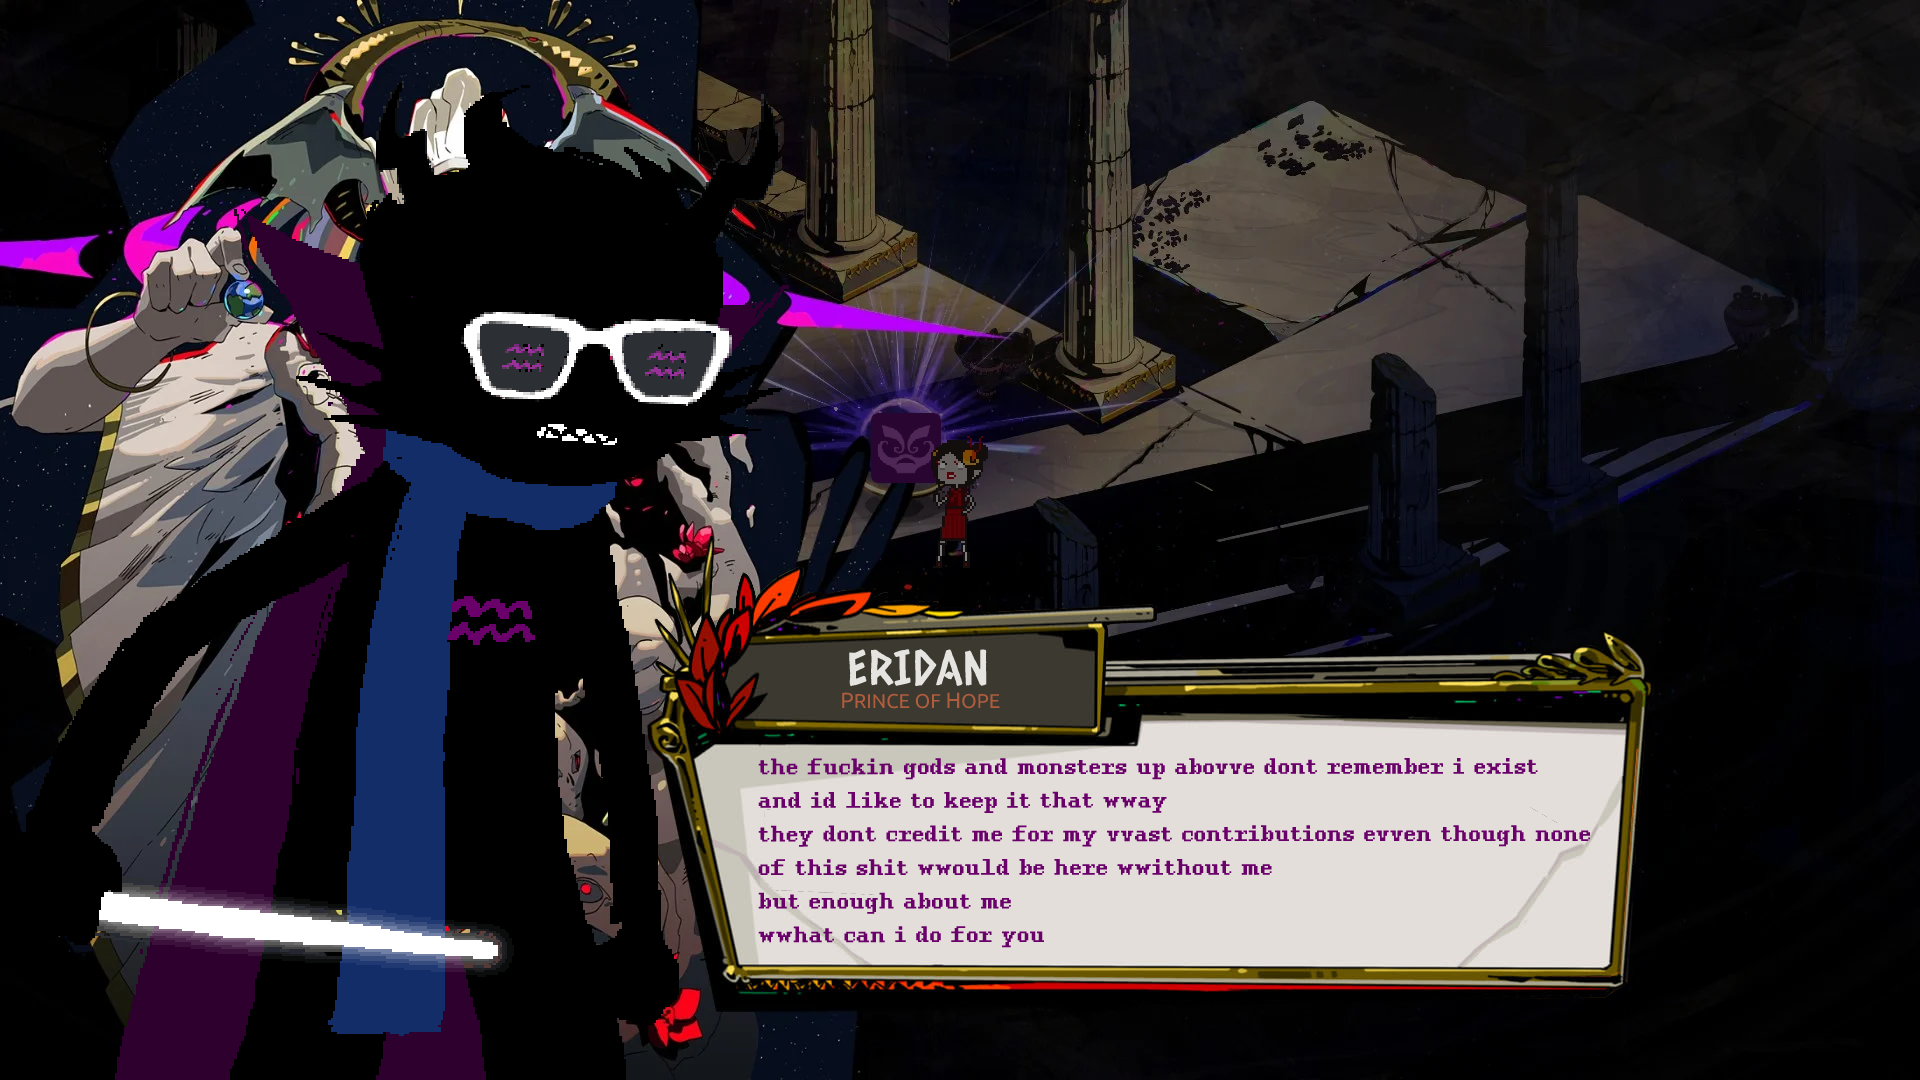 ERIDAN
PRINCE OF HOPE
the fuckin gods and monsters up abovve dont remember i exist
and id like to keep it that wway
they dont credit me for my vvast contributions evven though none
of this shit wwould be here wwithout me
but enough about me
wwhat can i do for you